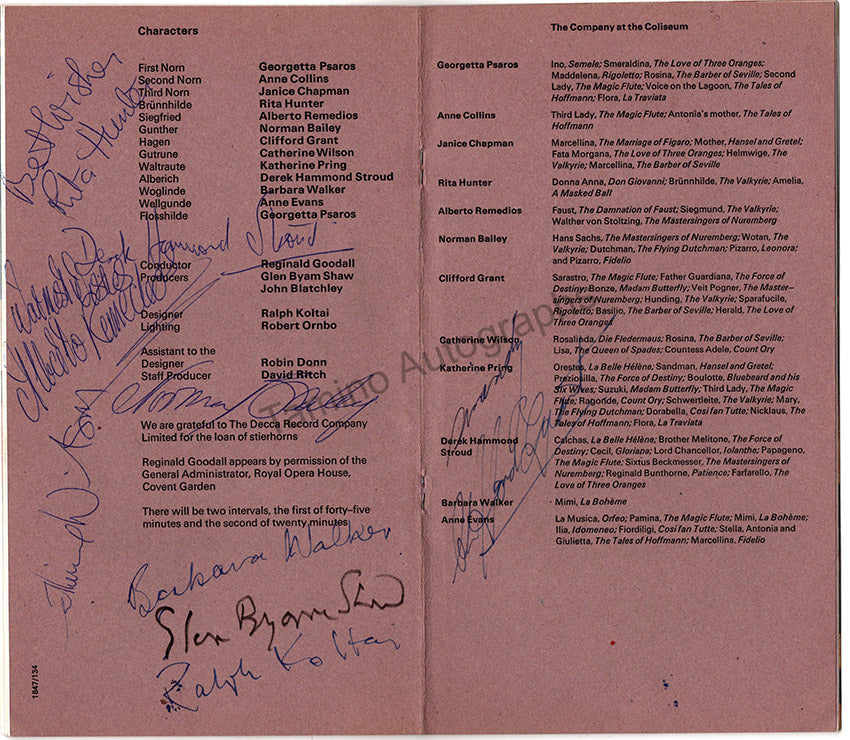 Characters
First Norn Georgetta Psaros
Second Norn Anne Collins
Third Norn Janice Chapman
Brünnhilde Rita Hunter
Siegfried Alberto Remedios
Gunther Norman Bailey
Hagen Clifford Grant
Gutrune Catherine Wilson
Waltraute Katherine Pring
Alberich Derek Hammond Stroud
Woglinde Barbara Walker
Wellgunde Anne Evans
Flosshilde Georgetta Psaros
Conductor Reginald Goodall
Producers Glen Byam Shaw
John Blatchley
Designer Ralph Koltai
Lighting Robert Ornbo
Assistant to the
Designer Robin Donn
Staff Producer David Ritch
We are grateful to The Decca Record Company
Limited for the loan of stierhorns
Reginald Goodall appears by permission of the
General Administrator, Royal Opera House,
Covent Garden
There will be two intervals, the first of forty-five
minutes and the second of twenty minutes
1847/134
Best Wishes
Rita Hunter
Derek Hammond Stroud
Warmest Wishes
Alberto Remedios
Norman Bailey
Barbara Walker
Glen Byam Shaw
Ralph Koltai
The Company at the Coliseum
Georgetta Psaros Ino, Semele; Smeraldina, The Love of Three Oranges;
Maddelena, Rigoletto; Rosina, The Barber of Seville; Second
Lady, The Magic Flute; Voice on the Lagoon, The Tales of
Hoffmann; Flora, La Traviata
Anne Collins Third Lady, The Magic Flute; Antonia's mother, The Tales of
Hoffmann
Janice Chapman Marcellina, The Marriage of Figaro; Mother, Hansel and Gretel;
Fata Morgana, The Love of Three Oranges; Helmwige, The
Valkyrie; Marcellina, The Barber of Seville
Rita Hunter Donna Anna, Don Giovanni; Brünnhilde, The Valkyrie; Amelia,
A Masked Ball
Alberto Remedios Faust, The Damnation of Faust; Siegmund, The Valkyrie;
Walther von Stoltzing, The Mastersingers of Nuremberg
Norman Bailey Hans Sachs, The Mastersingers of Nuremberg; Wotan, The
Valkyrie; Dutchman, The Flying Dutchman; Pizarro, Leonora;
and Pizarro, Fidelio
Clifford Grant Sarastro, The Magic Flute; Father Guardiana, The Force of
Destiny; Bonze, Madam Butterfly; Veit Pogner, The Master-
singers of Nuremberg; Hunding, The Valkyrie; Sparafucile,
Rigoletto; Basilio, The Barber of Seville; Herald, The Love of
Three Oranges
Catherine Wilson Rosalinda, Die Fledermaus; Rosina, The Barber of Seville;
Lisa, The Queen of Spades; Countess Adele, Count Ory
Katherine Pring Orestes, La Belle Hélène; Sandman, Hansel and Gretel;
Preziosilla, The Force of Destiny; Boulotte, Bluebeard and his
Six Wives; Suzuki, Madam Butterfly; Third Lady, The Magic
Flute; Ragonde, Count Ory; Schwertleite, The Valkyrie; Mary,
The Flying Dutchman; Dorabella, Cosi fan Tutte; Nicklaus, The
Tales of Hoffmann; Flora, La Traviata
Derek Hammond Calchas, La Belle Hélène; Brother Melitone, The Force of
Stroud Destiny; Cecil, Gloriana; Lord Chancellor, Iolanthe; Papageno,
The Magic Flute; Sixtus Beckmesser, The Mastersingers of
Nuremberg; Reginald Bunthorne, Patience; Farfarello, The
Love of Three Oranges
Barbara Walker Mimi, La Bohème
Anne Evans La Musica, Orfeo; Pamina, The Magic Flute; Mimi, La Bohème;
Ilia, Idomeneo; Fiordiligi, Cosi fan Tutte; Stella, Antonia and
Giulietta, The Tales of Hoffmann; Marcellina, Fidelio
Tamino Autographs